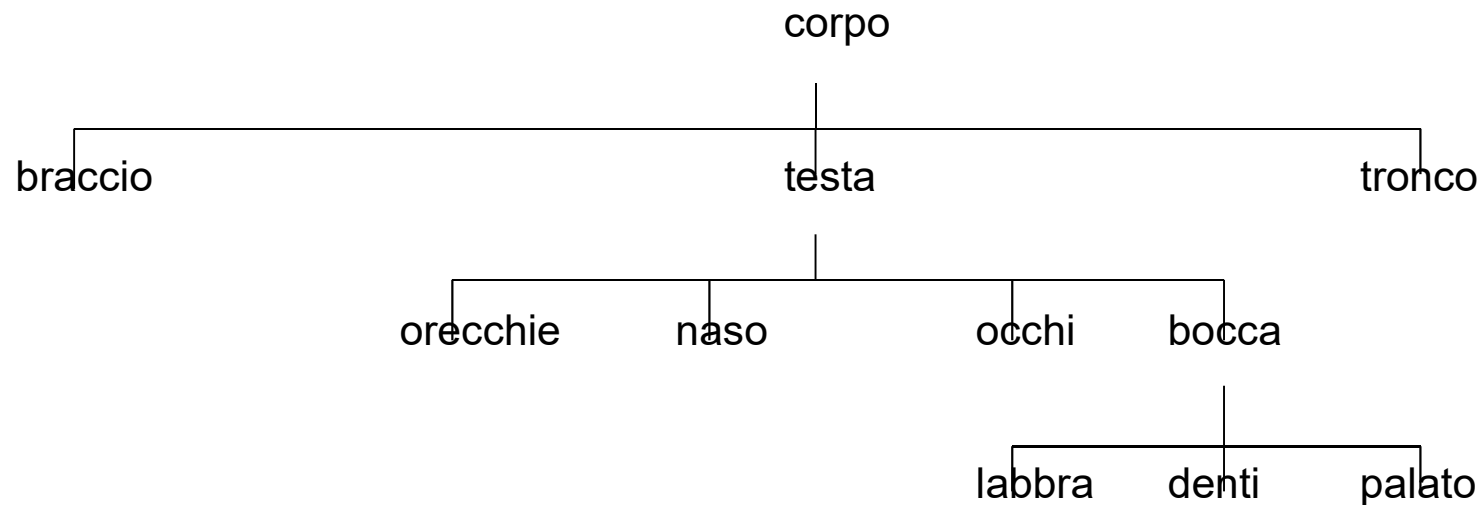 corpo
braccio testa tronco
orecchie naso occhi bocca
labbra denti palato